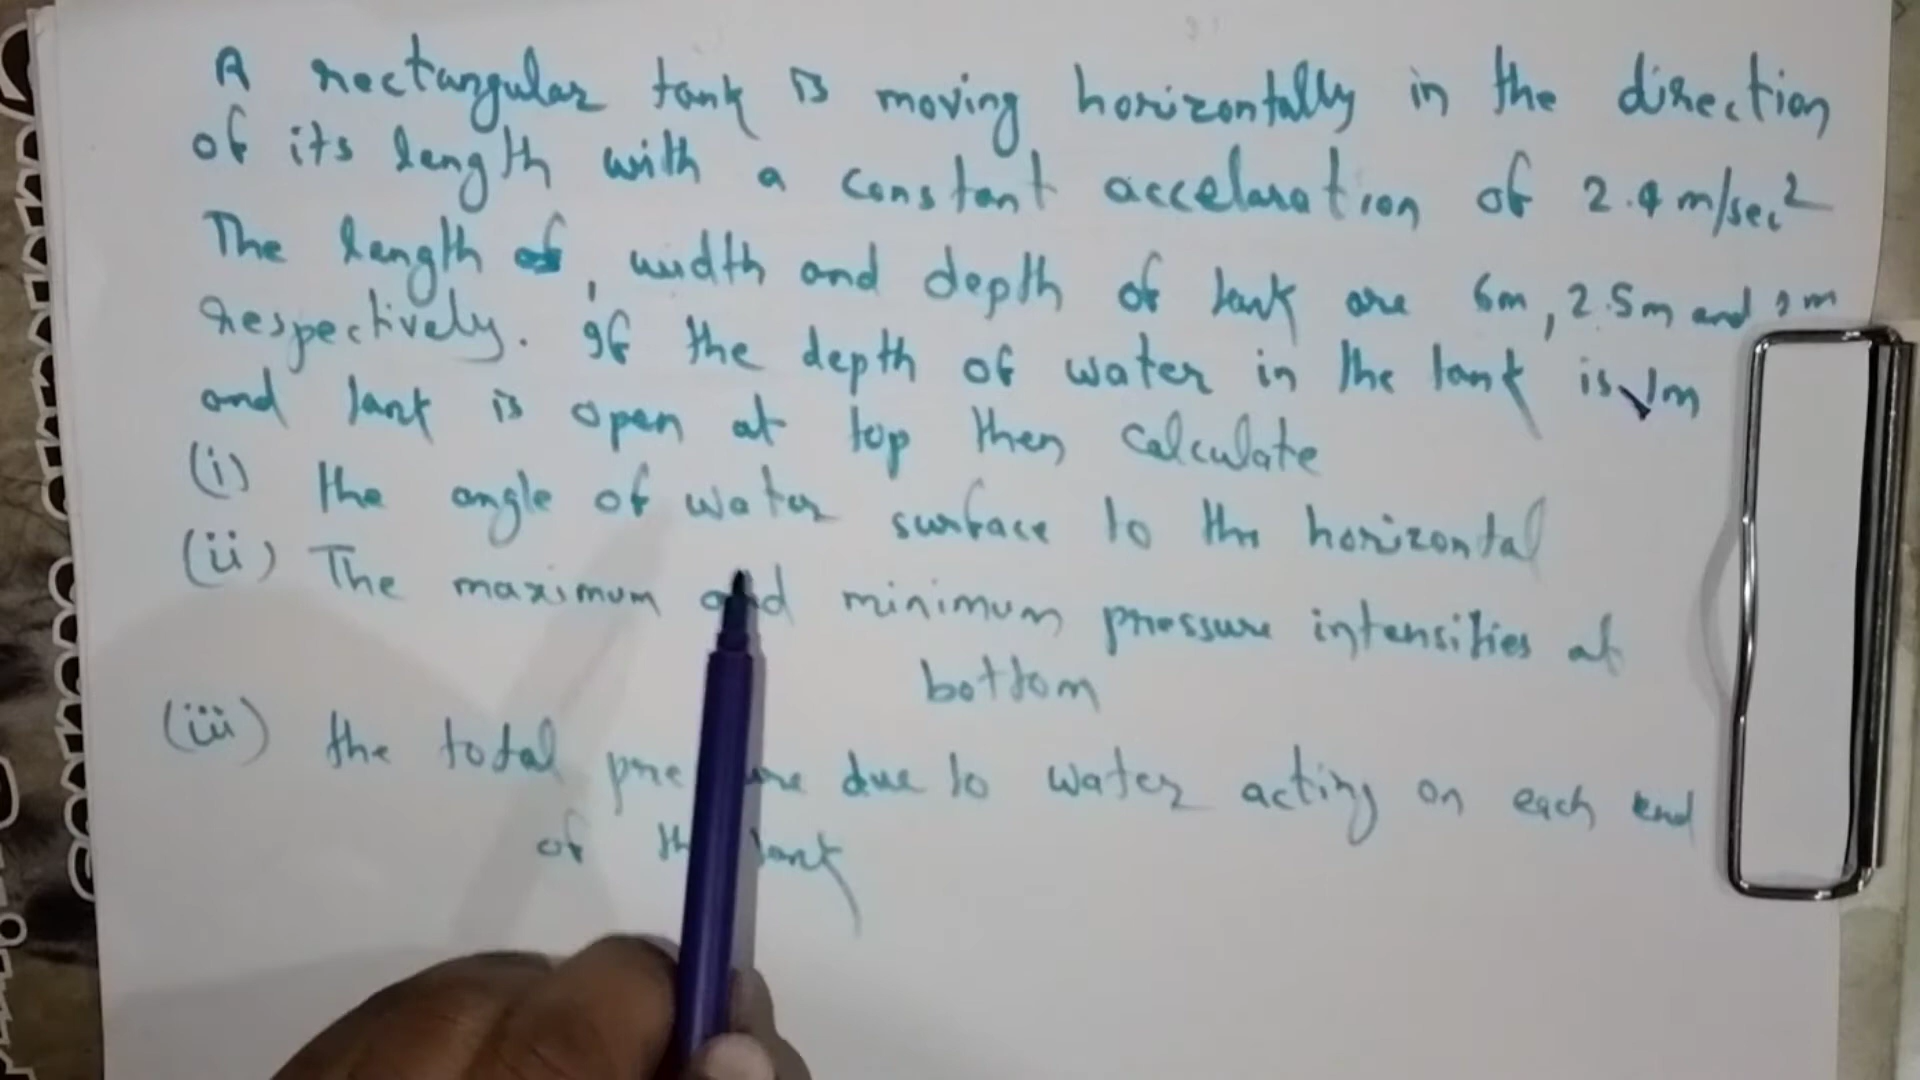 A rectangular tank is moving horizontally in the direction
of its length with a constant accelaration of 2.4 m/sec2
The length , width and depth of tank are 6m, 2.5m and m
respectively. If the depth of water in the tank is 1m
and tank is open at top then calculate
(i) the angle of water surface to the horizontal
(ii) The maximum and minimum pressure intensities at
bottom
(iii) the total due to water acting on each end
of tank